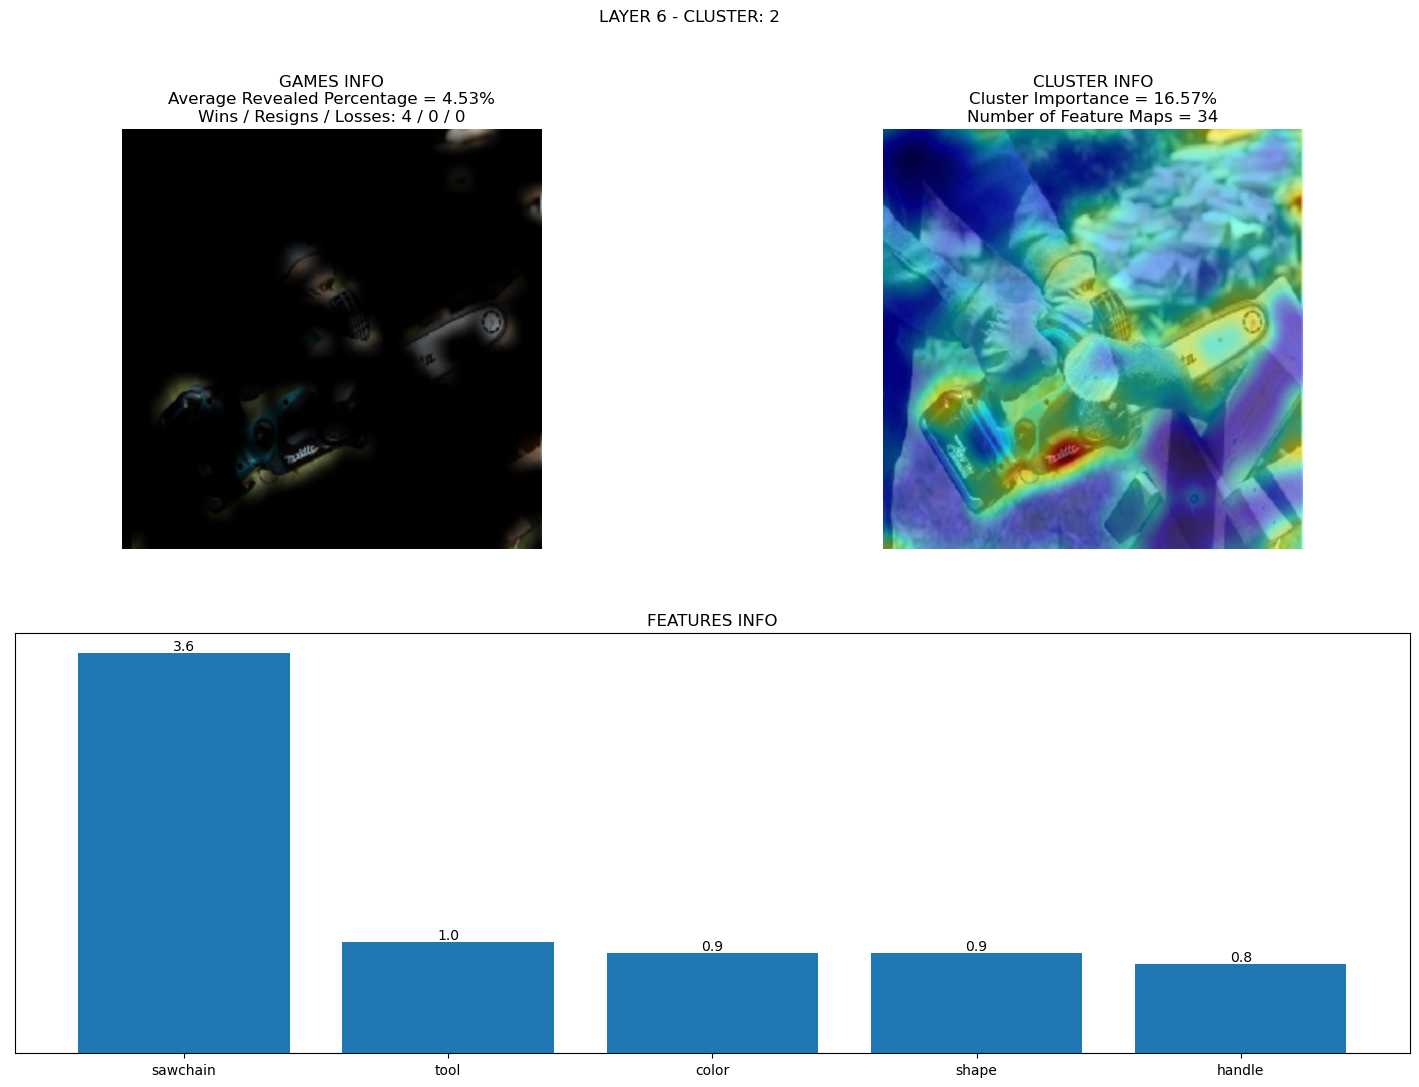 LAYER 6 - CLUSTER: 2
GAMES INFO
Average Revealed Percentage = 4.53%
Wins / Resigns / Losses: 4 / 0 / 0
CLUSTER INFO
Cluster Importance = 16.57%
Number of Feature Maps = 34
makita
makita
FEATURES INFO
3.6
1.0
0.9
0.9
0.8
sawchain
tool
color
shape
handle